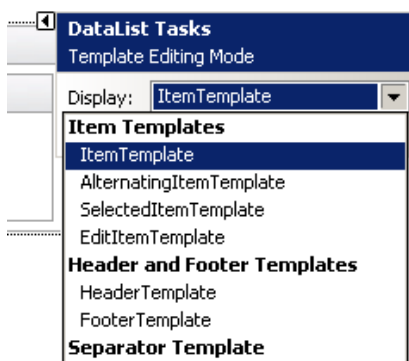 DataList Tasks
Template Editing Mode
Display: ItemTemplate
Item Templates
ItemTemplate
AlternatingItemTemplate
SelectedItemTemplate
EditItemTemplate
Header and Footer Templates
HeaderTemplate
FooterTemplate
Separator Template